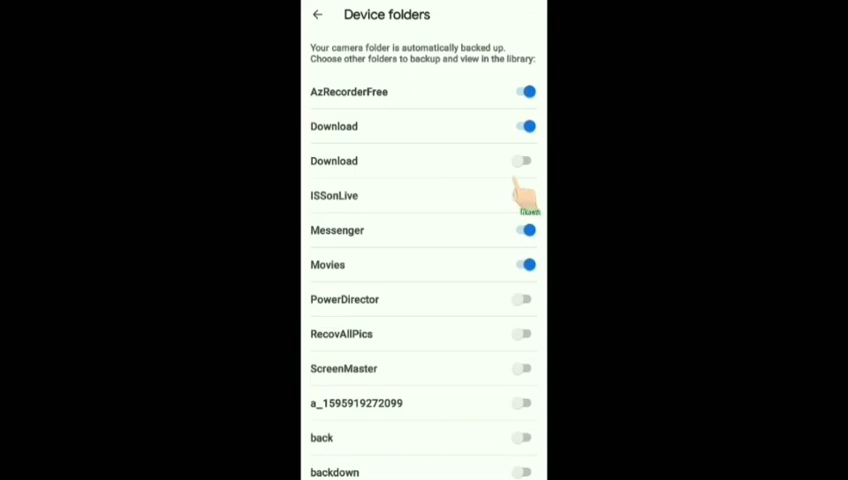 Device folders
Your camera folder is automatically backed up.
Choose other folders to backup and view in the library:
AzRecorderFree
Download
Download
ISSonLive
Messenger
Movies
PowerDirector
RecovAllPics
ScreenMaster
a_1595919272099
back
backdown